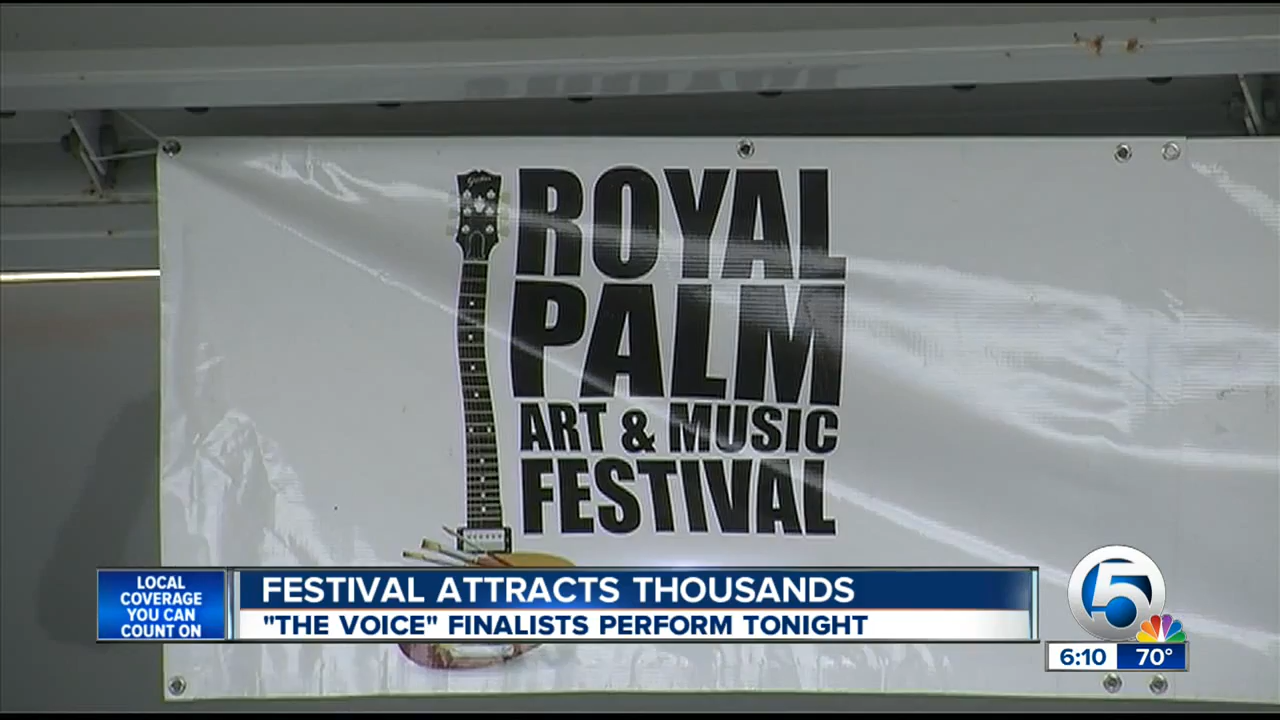 ROYAL
PALM
ART & MUSIC
FESTIVAL
LOCAL
COVERAGE
YOU CAN
COUNT ON
FESTIVAL ATTRACTS THOUSANDS
"THE VOICE" FINALISTS PERFORM TONIGHT
5
6:10 70°